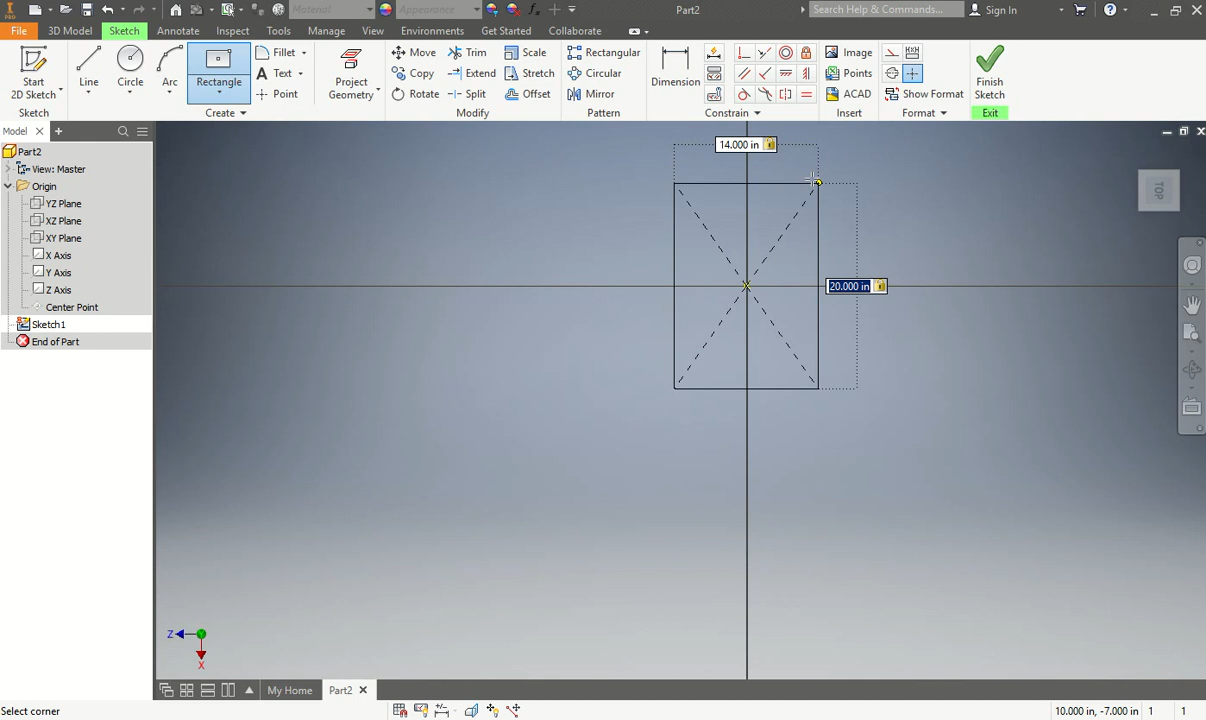 PRO
Material
Appearance
Part2
Search Help & Commands...
Sign In
File
3D Model
Sketch
Annotate
Inspect
Tools
Manage
View
Environments
Get Started
Collaborate
Start
2D Sketch
Line
Circle
Arc
Rectangle
Fillet
Text
Point
Project
Geometry
Move
Copy
Rotate
Trim
Extend
Split
Scale
Stretch
Offset
Rectangular
Circular
Mirror
Dimension
Image
Points
ACAD
Show Format
Finish
Sketch
Sketch
Create
Modify
Pattern
Constrain
Insert
Format
Exit
Model
Part2
View: Master
Origin
YZ Plane
XZ Plane
XY Plane
X Axis
Y Axis
Z Axis
Center Point
Sketch1
End of Part
14.000 in
20.000 in
TOP
Z
X
My Home
Part2
Select corner
10.000 in, -7.000 in
1
1